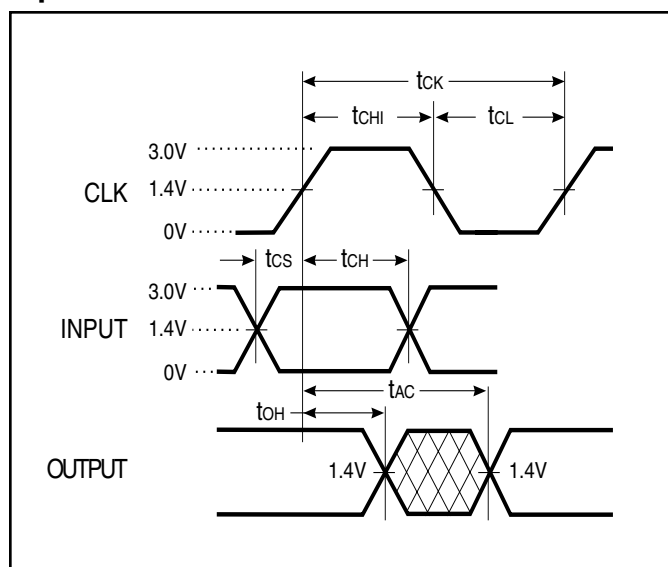 tCK
tCHI tCL
3.0V
CLK 1.4V
0V
tCS tCH
3.0V
INPUT 1.4V
0V
tAC
tOH
OUTPUT 1.4V 1.4V